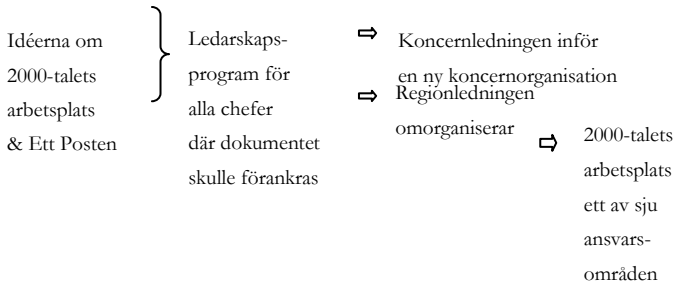 Idéerna om
2000-talets
arbetsplats
& Ett Posten
Ledarskaps-
program för
alla chefer
där dokumentet
skulle förankras
Koncernledningen inför
en ny koncernorganisation
Regionledningen
omorganiserar
2000-talets
arbetsplats
ett av sju
ansvars-
områden